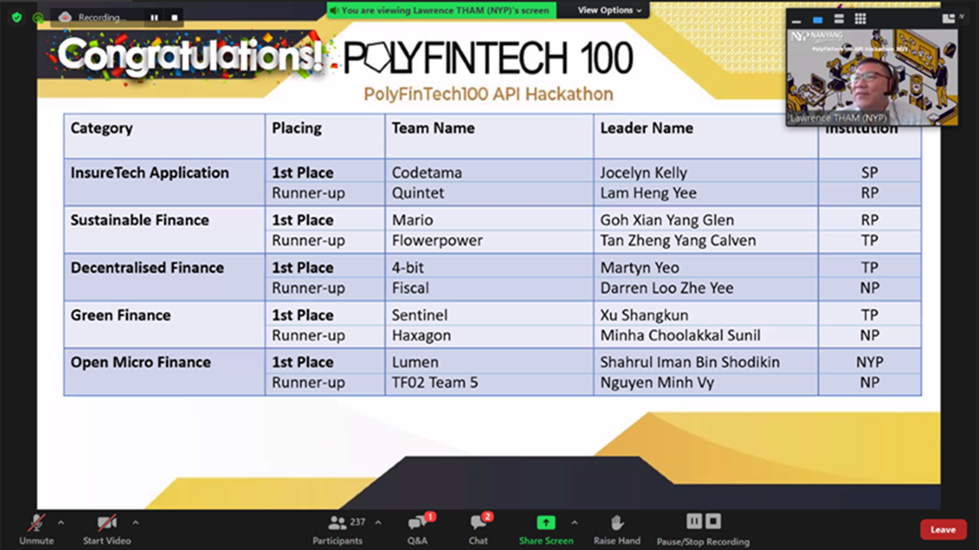 Recording...
You are viewing Lawrence THAM (NYP)'s screen
View Options
Congratulations!
POLYFINTECH 100
PolyFinTech100 API Hackathon
NANYANG
PolyFinTech100 API Hackathon 2021
Lawrence THAM (NYP)
Category Placing Team Name Leader Name Institution
InsureTech Application 1st Place Codetama Jocelyn Kelly SP
Runner-up Quintet Lam Heng Yee RP
Sustainable Finance 1st Place Mario Goh Xian Yang Glen RP
Runner-up Flowerpower Tan Zheng Yang Calven TP
Decentralised Finance 1st Place 4-bit Martyn Yeo TP
Runner-up Fiscal Darren Loo Zhe Yee NP
Green Finance 1st Place Sentinel Xu Shangkun TP
Runner-up Haxagon Minha Choolakkal Sunil NP
Open Micro Finance 1st Place Lumen Shahrul Iman Bin Shodikin NYP
Runner-up TF02 Team 5 Nguyen Minh Vy NP
Unmute
Start Video
237
Participants
1
Q&A
2
Chat
Share Screen
Raise Hand
Pause/Stop Recording
Leave